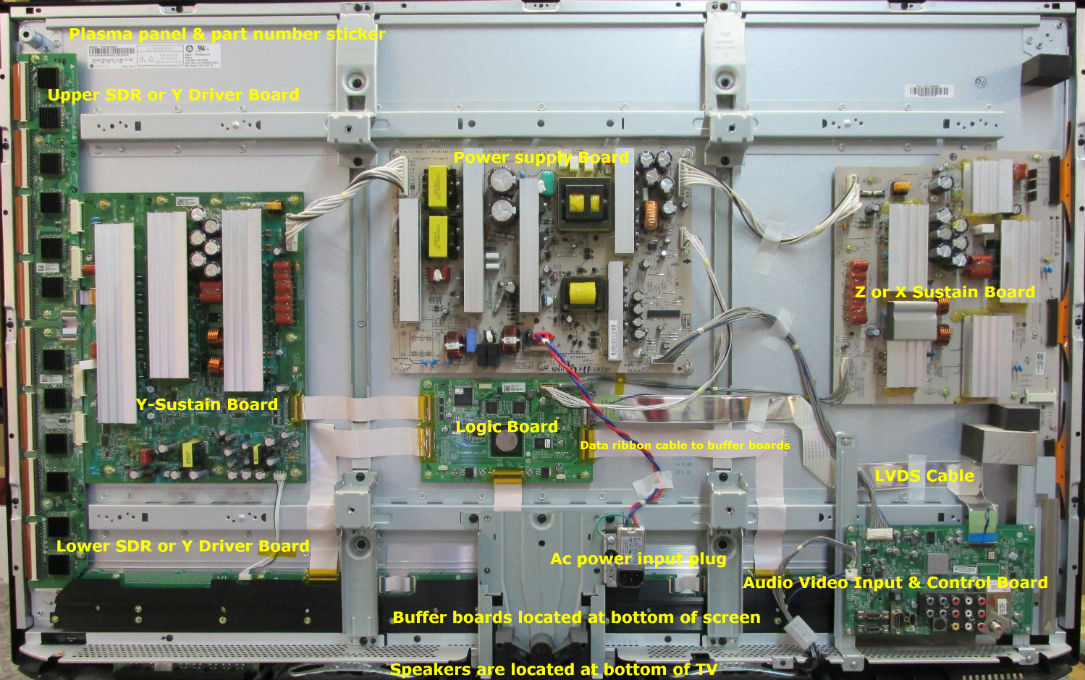 Plasma panel & part number sticker
Upper SDR or Y Driver Board
Power supply Board
Z or X Sustain Board
Y-Sustain Board
Logic Board
Data ribbon cable to buffer boards
LVDS Cable
Lower SDR or Y Driver Board
Ac power input plug
Audio Video Input & Control Board
Buffer boards located at bottom of screen
Speakers are located at bottom of TV